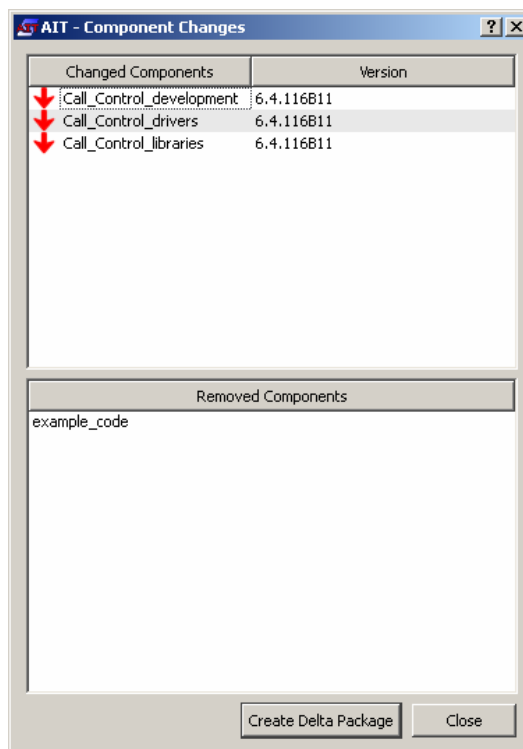 AIT - Component Changes
Changed Components Version
Call_Control_development 6.4.116B11
Call_Control_drivers 6.4.116B11
Call_Control_libraries 6.4.116B11
Removed Components
example_code
Create Delta Package Close